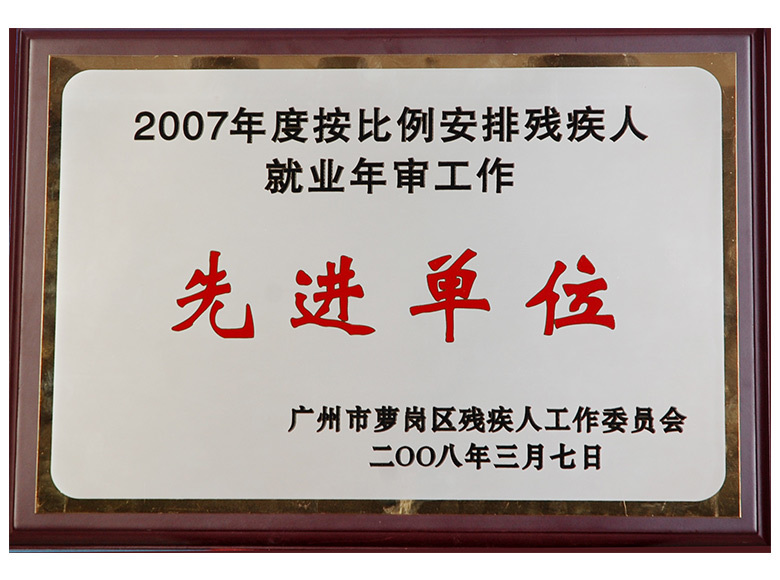 2007年度按比例安排残疾人
就业年审工作
先进单位
广州市萝岗区残疾人工作委员会
二OO八年三月七日